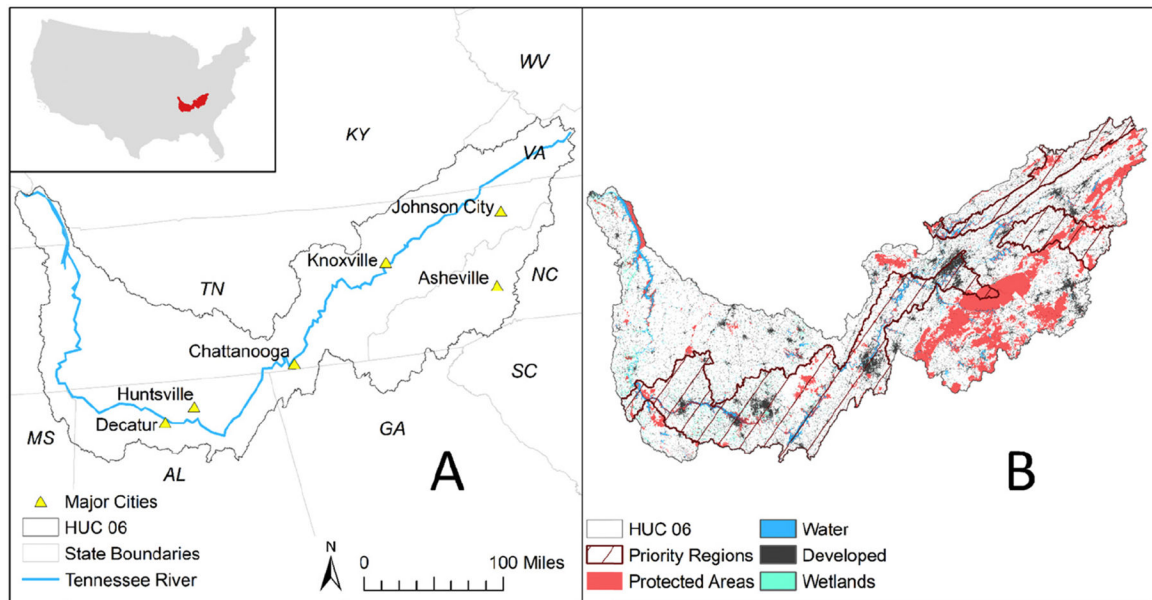 WV
KY
VA
Johnson City
Knoxville
Asheville
NC
TN
Chattanooga
SC
Huntsville
Decatur
GA
MS
AL
A
Major Cities
HUC 06
State Boundaries
Tennessee River
N
0 100 Miles
B
HUC 06
Priority Regions
Protected Areas
Water
Developed
Wetlands